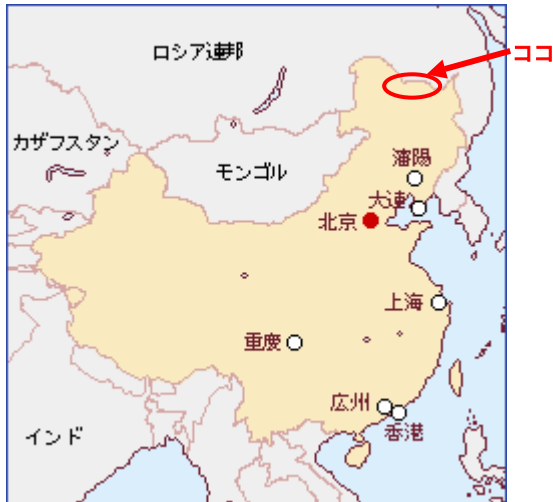 ロシア連邦
ココ
カザフスタン
モンゴル
瀋陽
大連
北京
上海
重慶
広州
香港
インド